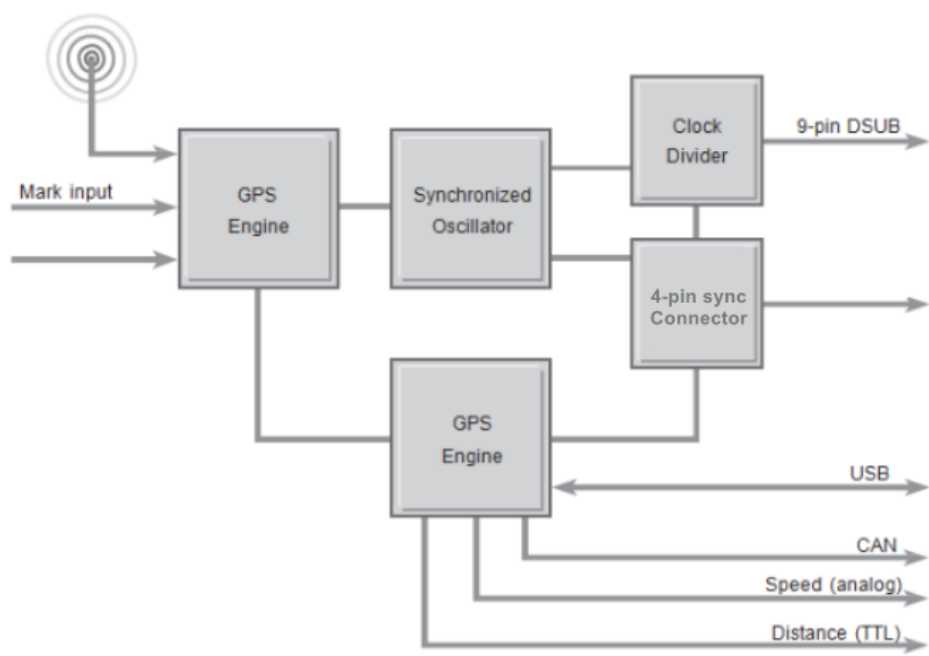 Mark input
GPS
Engine
Synchronized
Oscillator
Clock
Divider
9-pin DSUB
4-pin sync
Connector
GPS
Engine
USB
CAN
Speed (analog)
Distance (TTL)